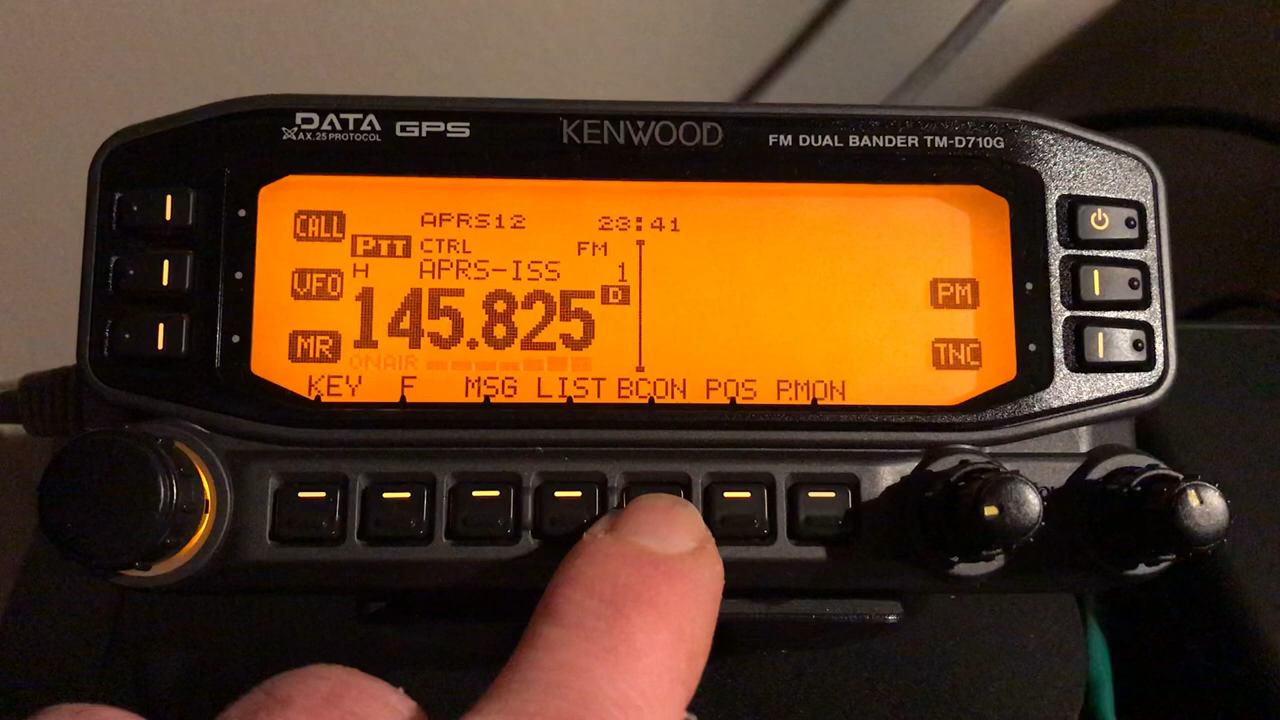 DATA GPS KENWOOD FM DUAL BANDER TM-D710G
AX.25 PROTOCOL
CALL APRS12 23:41
PTT CTRL FM
H APRS-ISS 1
VFO 145.825 D PM
MR ON AIR TNC
KEY F MSG LIST BCON POS P.MON